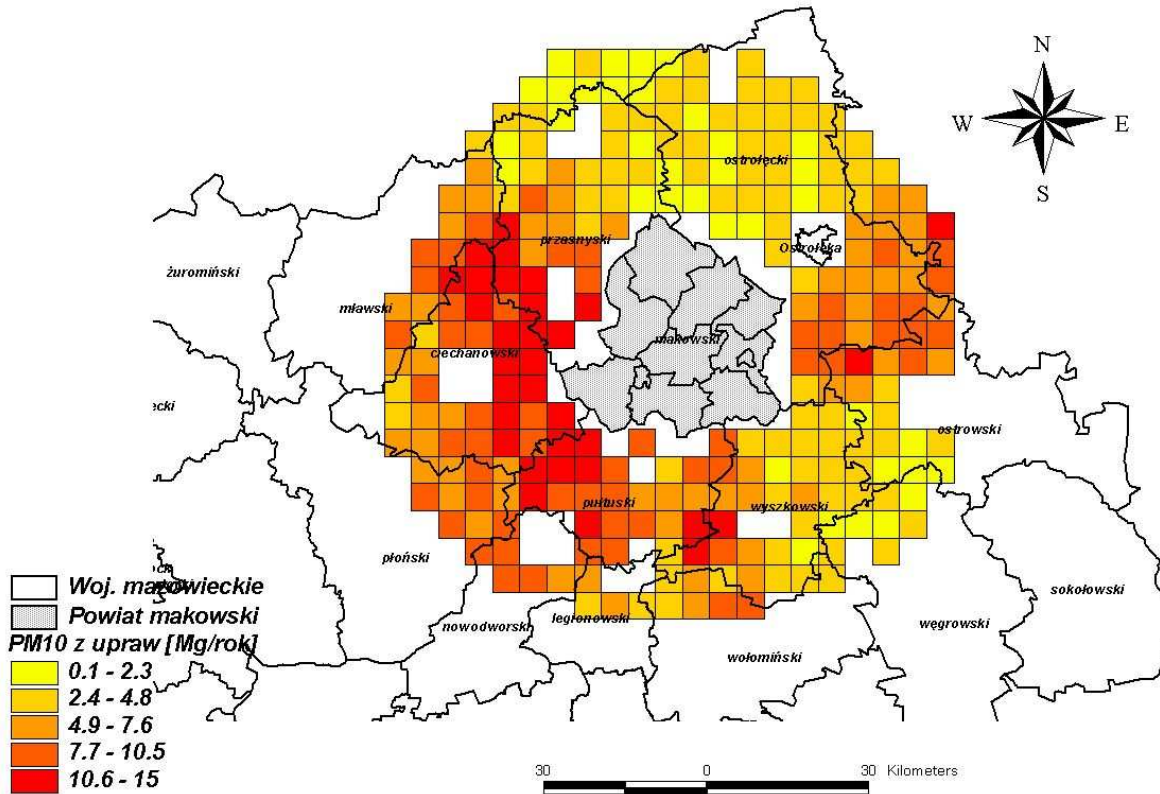 N
W E
S
ostrołęcki
przasnyski
Ostrołęka
żuromiński
mławski
makowski
ciechanowski
ecki
ostrowski
pułtuski
wyszkowski
płoński
sokołowski
nowodworski
legionowski
węgrowski
wołomiński
Woj. mazowieckie
Powiat makowski
PM10 z upraw [Mg/rok]
0.1 - 2.3
2.4 - 4.8
4.9 - 7.6
7.7 - 10.5
10.6 - 15
30 0 30 Kilometers